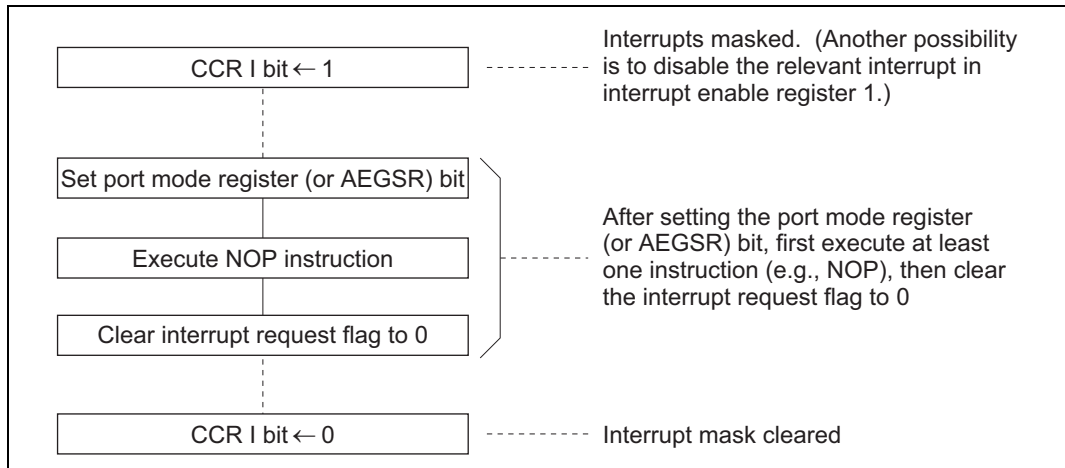 CCR I bit ← 1
Interrupts masked. (Another possibility
is to disable the relevant interrupt in
interrupt enable register 1.)
Set port mode register (or AEGSR) bit
Execute NOP instruction
Clear interrupt request flag to 0
After setting the port mode register
(or AEGSR) bit, first execute at least
one instruction (e.g., NOP), then clear
the interrupt request flag to 0
CCR I bit ← 0
Interrupt mask cleared